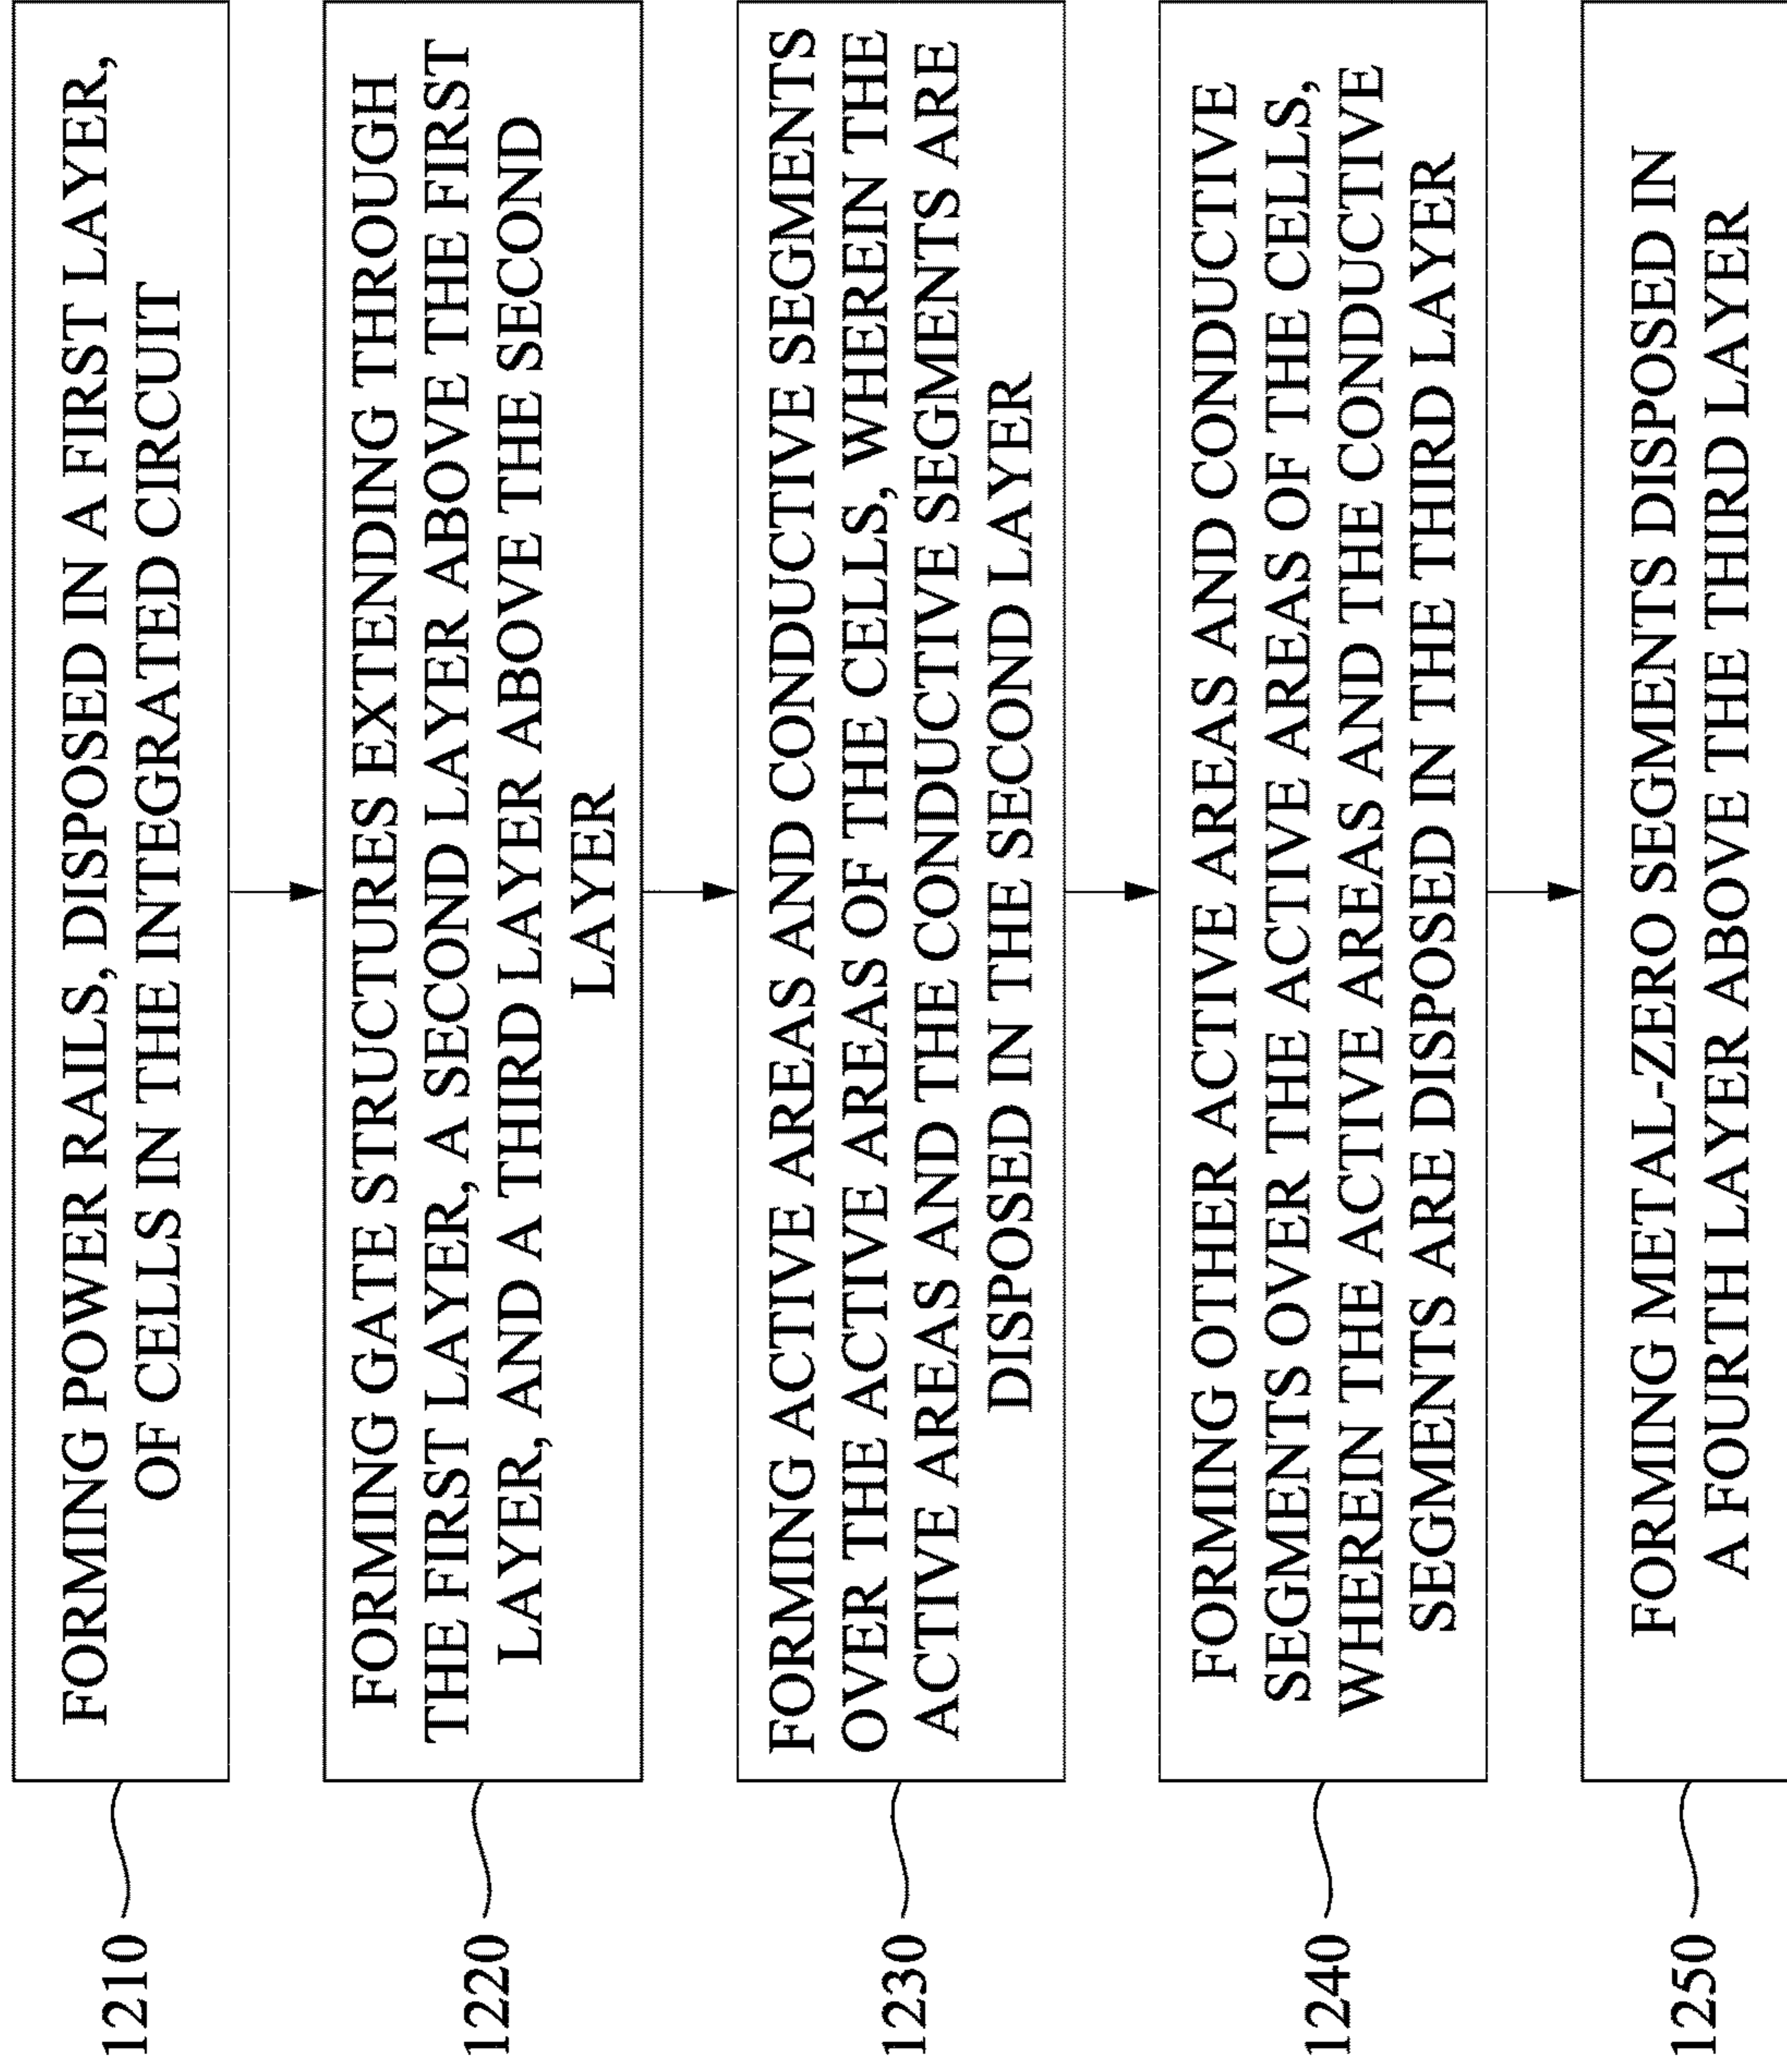 1210
FORMING POWER RAILS, DISPOSED IN A FIRST LAYER,
OF CELLS IN THE INTEGRATED CIRCUIT
1220
FORMING GATE STRUCTURES EXTENDING THROUGH
THE FIRST LAYER, A SECOND LAYER ABOVE THE FIRST
LAYER, AND A THIRD LAYER ABOVE THE SECOND
LAYER
1230
FORMING ACTIVE AREAS AND CONDUCTIVE SEGMENTS
OVER THE ACTIVE AREAS OF THE CELLS, WHEREIN THE
ACTIVE AREAS AND THE CONDUCTIVE SEGMENTS ARE
DISPOSED IN THE SECOND LAYER
1240
FORMING OTHER ACTIVE AREAS AND CONDUCTIVE
SEGMENTS OVER THE ACTIVE AREAS OF THE CELLS,
WHEREIN THE ACTIVE AREAS AND THE CONDUCTIVE
SEGMENTS ARE DISPOSED IN THE THIRD LAYER
1250
FORMING METAL-ZERO SEGMENTS DISPOSED IN
A FOURTH LAYER ABOVE THE THIRD LAYER